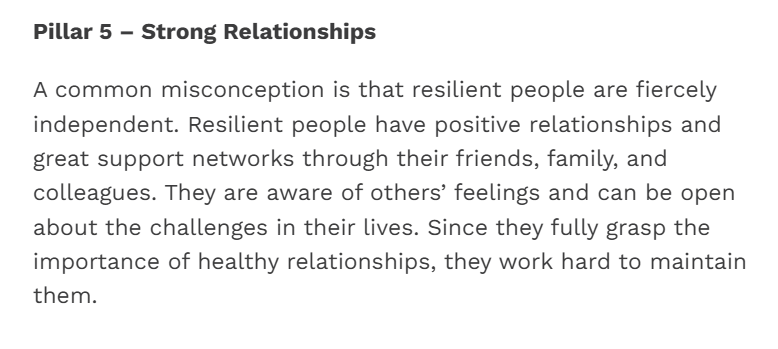 Pillar 5 – Strong Relationships
A common misconception is that resilient people are fiercely
independent. Resilient people have positive relationships and
great support networks through their friends, family, and
colleagues. They are aware of others’ feelings and can be open
about the challenges in their lives. Since they fully grasp the
importance of healthy relationships, they work hard to maintain
them.